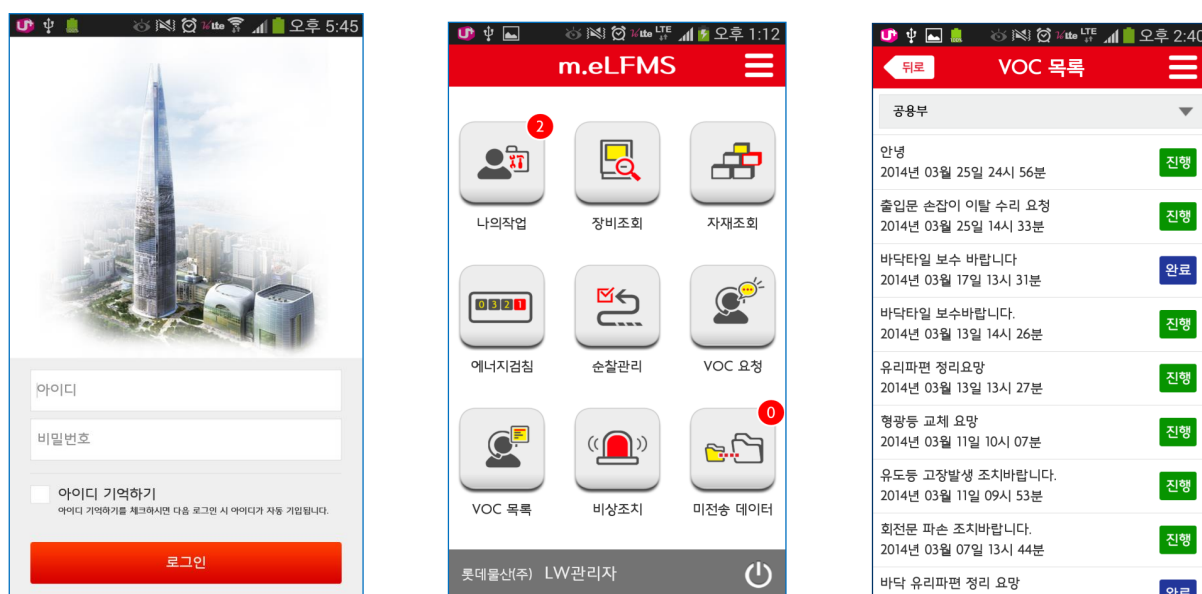 오후 5:45
아이디
비밀번호
아이디 기억하기
아이디 기억하기를 체크하시면 다음 로그인 시 아이디가 자동 기입됩니다.
로그인
LTE 오후 1:12
m.eLFMS
2
나의작업
장비조회
자재조회
0321
에너지검침
순찰관리
VOC 요청
0
VOC 목록
비상조치
미전송 데이터
롯데물산(주) LW관리자
LTE 오후 2:40
뒤로
VOC 목록
공용부
안녕
2014년 03월 25일 24시 56분
진행
출입문 손잡이 이탈 수리 요청
2014년 03월 25일 14시 33분
진행
바닥타일 보수 바랍니다
2014년 03월 17일 13시 31분
완료
바닥타일 보수바랍니다.
2014년 03월 13일 14시 26분
진행
유리파편 정리요망
2014년 03월 13일 13시 27분
진행
형광등 교체 요망
2014년 03월 11일 10시 07분
진행
유도등 고장발생 조치바랍니다.
2014년 03월 11일 09시 53분
진행
회전문 파손 조치바랍니다.
2014년 03월 07일 13시 44분
진행
바닥 유리파편 정리 요망
완료